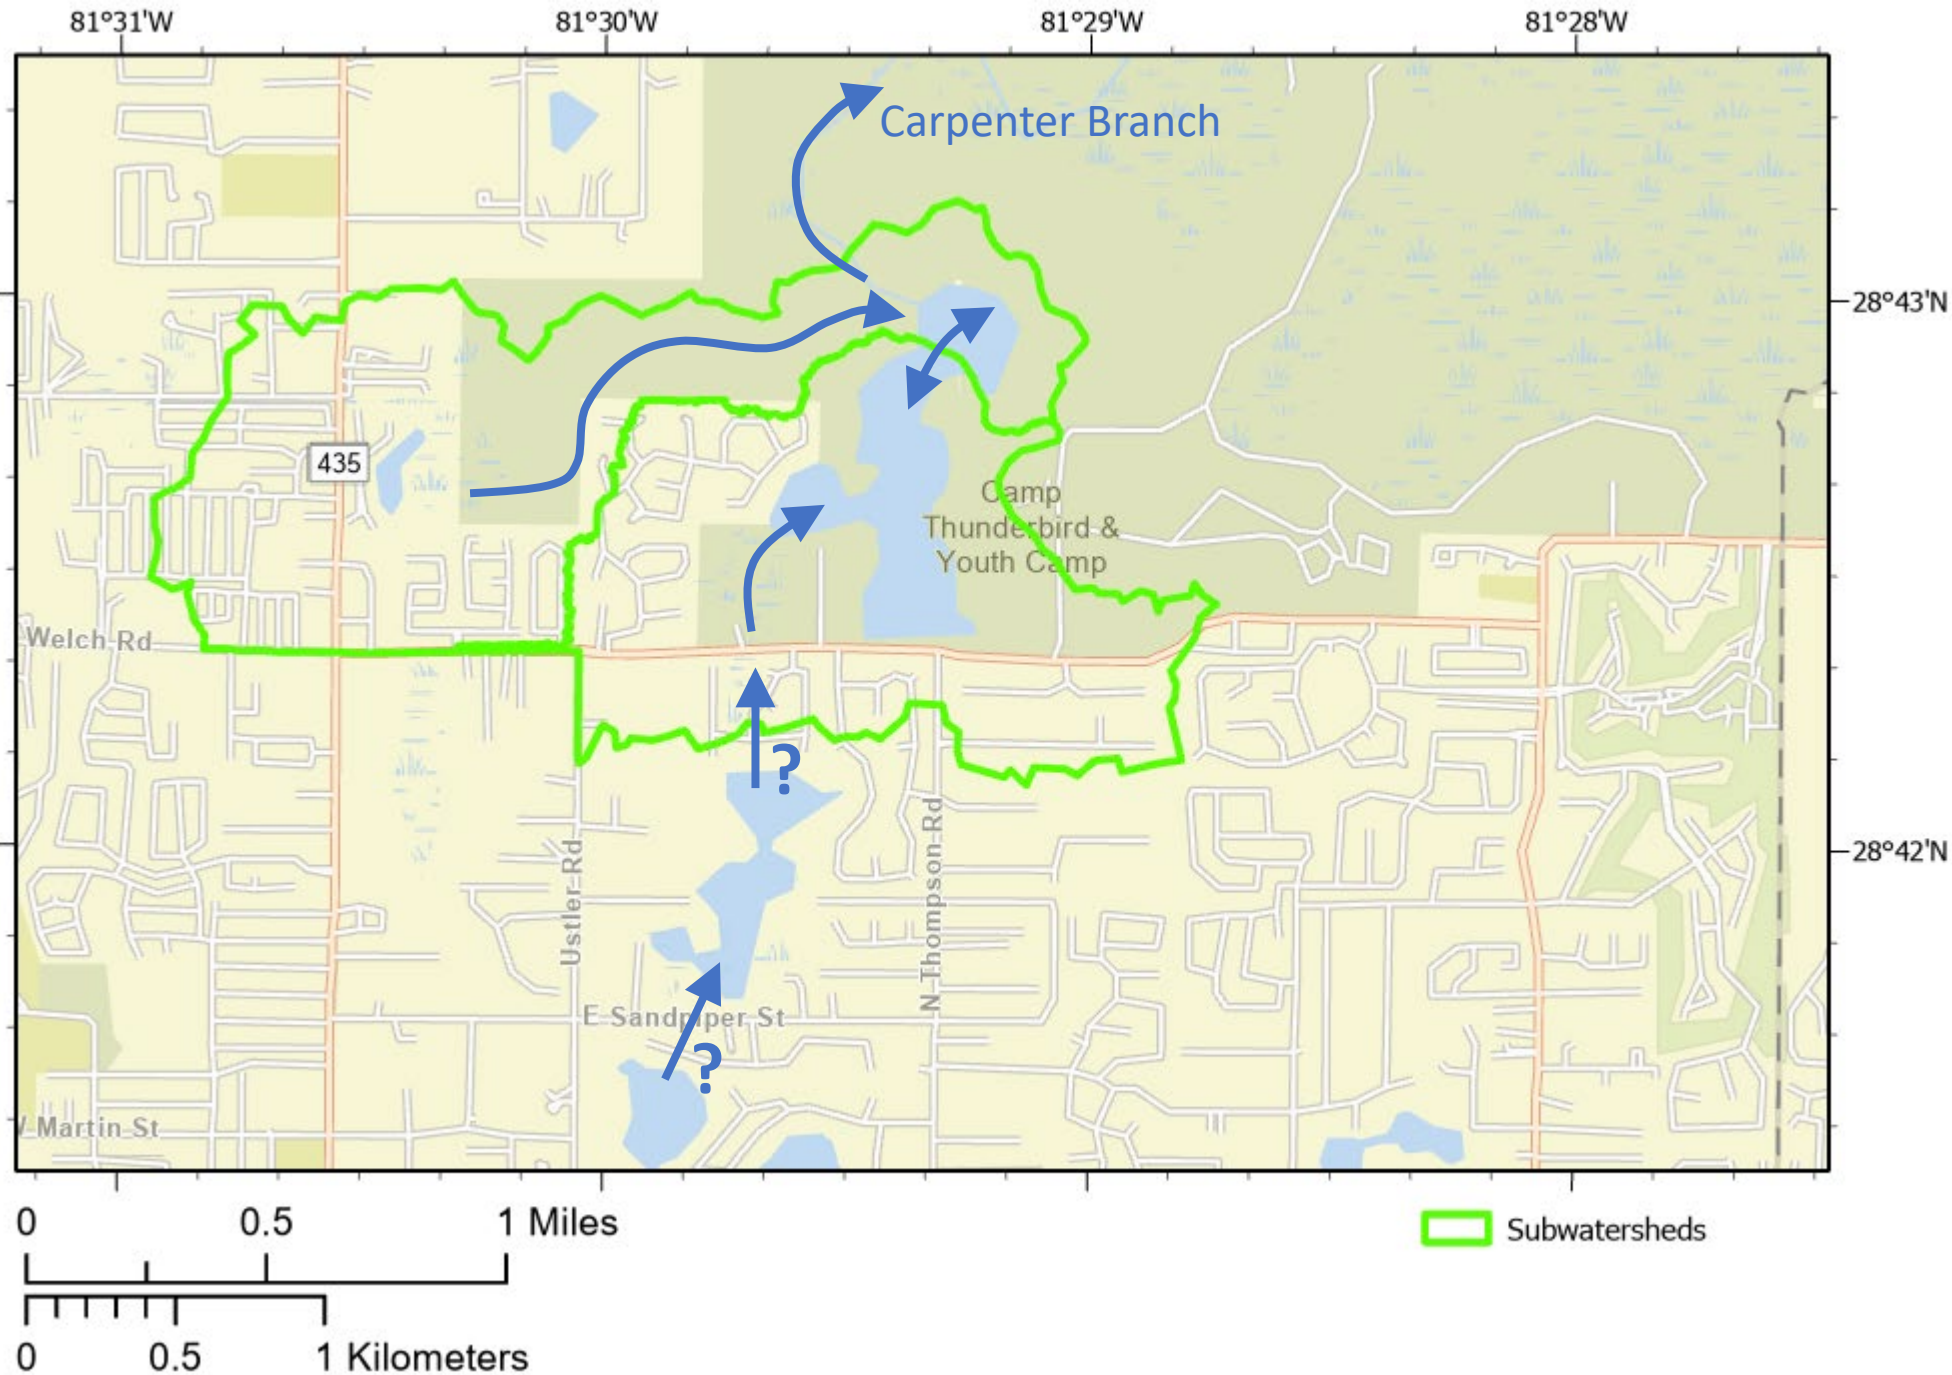 81°31'W 81°30'W 81°29'W 81°28'W
Carpenter Branch
28°43'N
435
Camp
Thunderbird &
Youth Camp
Welch Rd
?
28°42'N
Ustler Rd
N Thompson Rd
E Sandpiper St
?
W Martin St
0 0.5 1 Miles
Subwatersheds
0 0.5 1 Kilometers